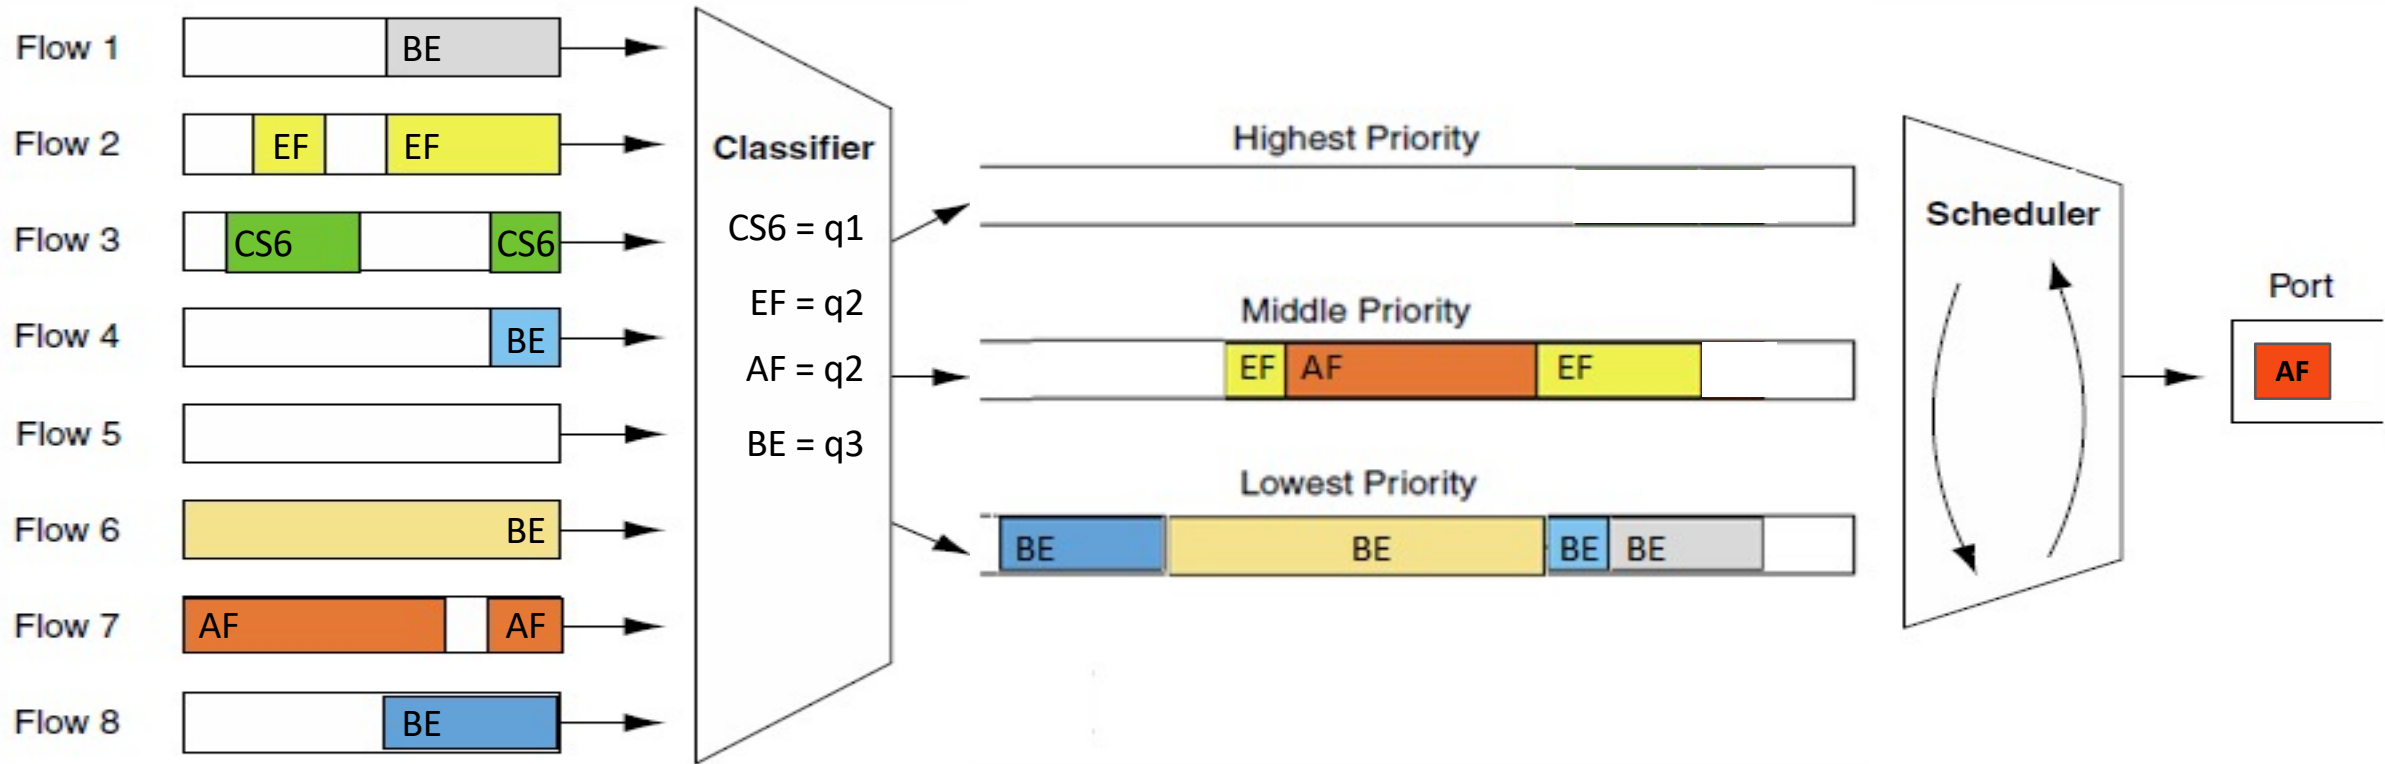 Flow 1
BE
Flow 2
EF
EF
Flow 3
CS6
CS6
Flow 4
BE
Flow 5
Flow 6
BE
Flow 7
AF
AF
Flow 8
BE
Classifier
CS6 = q1
EF = q2
AF = q2
BE = q3
Highest Priority
Middle Priority
EF
AF
EF
Lowest Priority
BE
BE
BE
BE
Scheduler
Port
AF